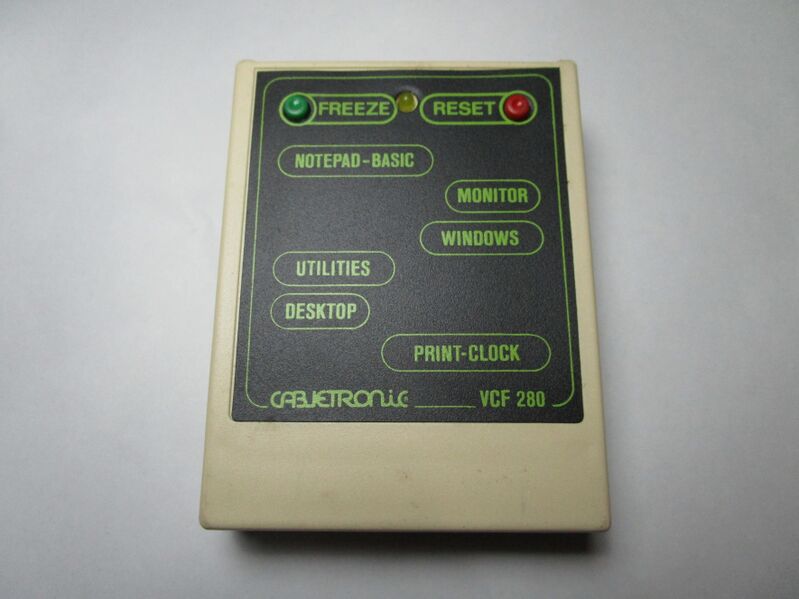 FREEZE RESET
NOTEPAD-BASIC
MONITOR
WINDOWS
UTILITIES
DESKTOP
PRINT-CLOCK
CABLETRONIC VCF 280